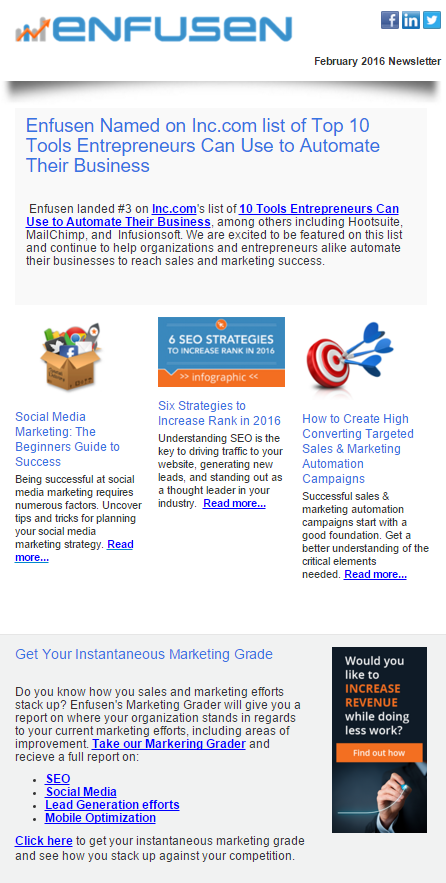 ENFUSEN
February 2016 Newsletter
Enfusen Named on Inc.com list of Top 10
Tools Entrepreneurs Can Use to Automate
Their Business
Enfusen landed #3 on Inc.com's list of 10 Tools Entrepreneurs Can
Use to Automate Their Business, among others including Hootsuite,
MailChimp, and Infusionsoft. We are excited to be featured on this list
and continue to help organizations and entrepreneurs alike automate
their businesses to reach sales and marketing success.
Social Media
Marketing: The
Beginners Guide to
Success
Being successful at social
media marketing requires
numerous factors. Uncover
tips and tricks for planning
your social media
marketing strategy. Read
more...
6 SEO STRATEGIES
TO INCREASE RANK IN 2016
>> infographic <<
Six Strategies to
Increase Rank in 2016
Understanding SEO is the
key to driving traffic to your
website, generating new
leads, and standing out as
a thought leader in your
industry. Read more...
How to Create High
Converting Targeted
Sales & Marketing
Automation
Campaigns
Successful sales &
marketing automation
campaigns start with a
good foundation. Get a
better understanding of the
critical elements
needed. Read more...
Get Your Instantaneous Marketing Grade
Do you know how you sales and marketing efforts
stack up? Enfusen's Marketing Grader will give you a
report on where your organization stands in regards
to your current marketing efforts, including areas of
improvement. Take our Markering Grader and
recieve a full report on:
• SEO
• Social Media
• Lead Generation efforts
• Mobile Optimization
Click here to get your instantaneous marketing grade
and see how you stack up against your competition.
Would you
like to
INCREASE
REVENUE
while doing
less work?
Find out how